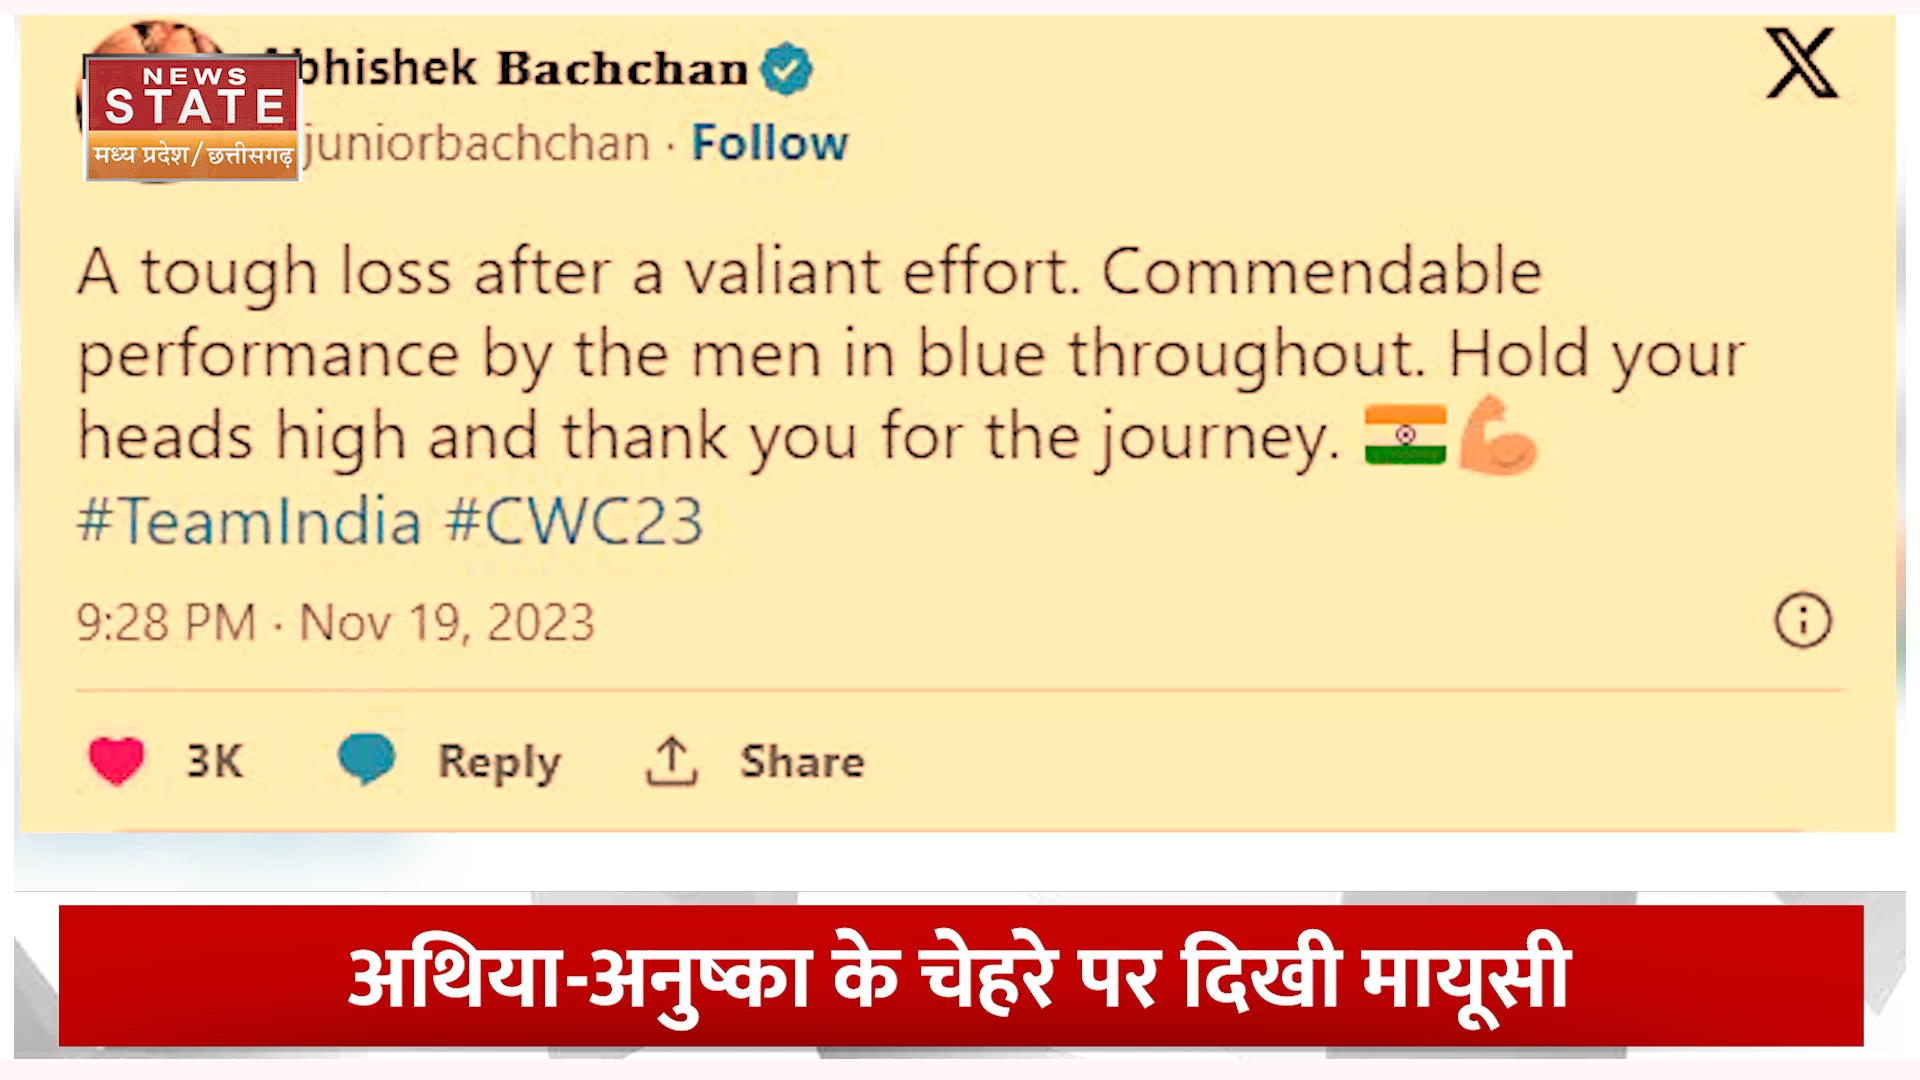 NEWS
STATE
मध्य प्रदेश/छत्तीसगढ़
bhishek Bachchan
juniorbachchan · Follow
X
A tough loss after a valiant effort. Commendable
performance by the men in blue throughout. Hold your
heads high and thank you for the journey. 🇮🇳💪
#TeamIndia #CWC23
9:28 PM · Nov 19, 2023
3K Reply Share
अथिया-अनुष्का के चेहरे पर दिखी मायूसी